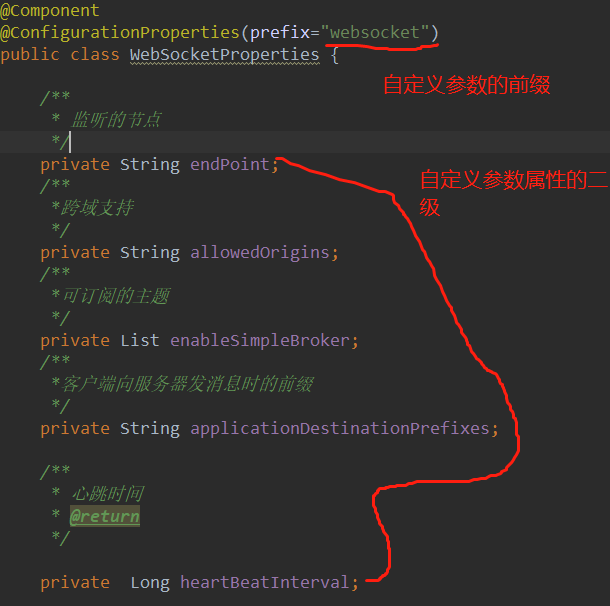 @Component
@ConfigurationProperties(prefix="websocket")
public class WebSocketProperties {
自定义参数的前缀
/**
* 监听的节点
*/
private String endPoint;
自定义参数属性的二
级
/**
*跨域支持
*/
private String allowedOrigins;
/**
*可订阅的主题
*/
private List enableSimpleBroker;
/**
*客户端向服务器发消息时的前缀
*/
private String applicationDestinationPrefixes;
/**
* 心跳时间
* @return
*/
private  Long heartBeatInterval;